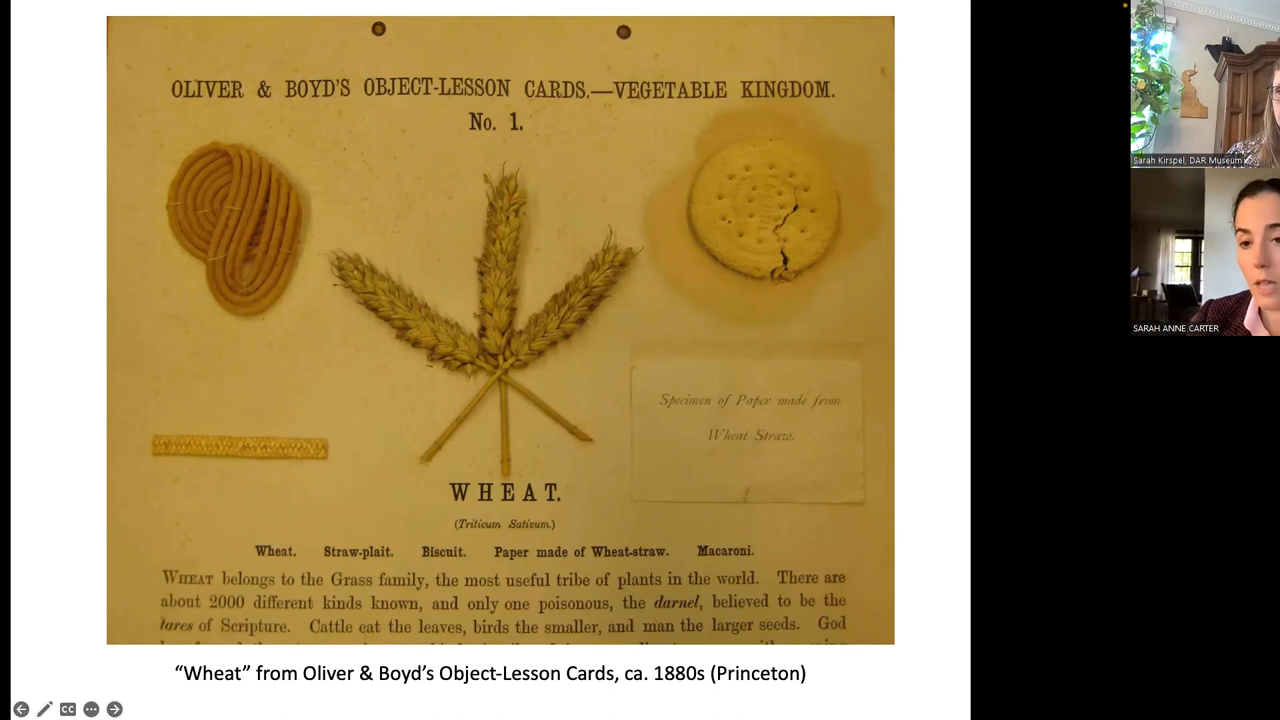 OLIVER & BOYD'S OBJECT-LESSON CARDS.—VEGETABLE KINGDOM.
No. 1.
Specimen of Paper made from
Wheat Straw.
WHEAT.
(Triticum Sativum.)
Wheat. Straw-plait. Biscuit. Paper made of Wheat-straw. Macaroni.
WHEAT belongs to the Grass family, the most useful tribe of plants in the world. There are
about 2000 different kinds known, and only one poisonous, the darnel, believed to be the
tares of Scripture. Cattle eat the leaves, birds the smaller, and man the larger seeds. God
"Wheat" from Oliver & Boyd's Object-Lesson Cards, ca. 1880s (Princeton)
CC
Sarah Kirspel, DAR Museum
SARAH ANNE CARTER